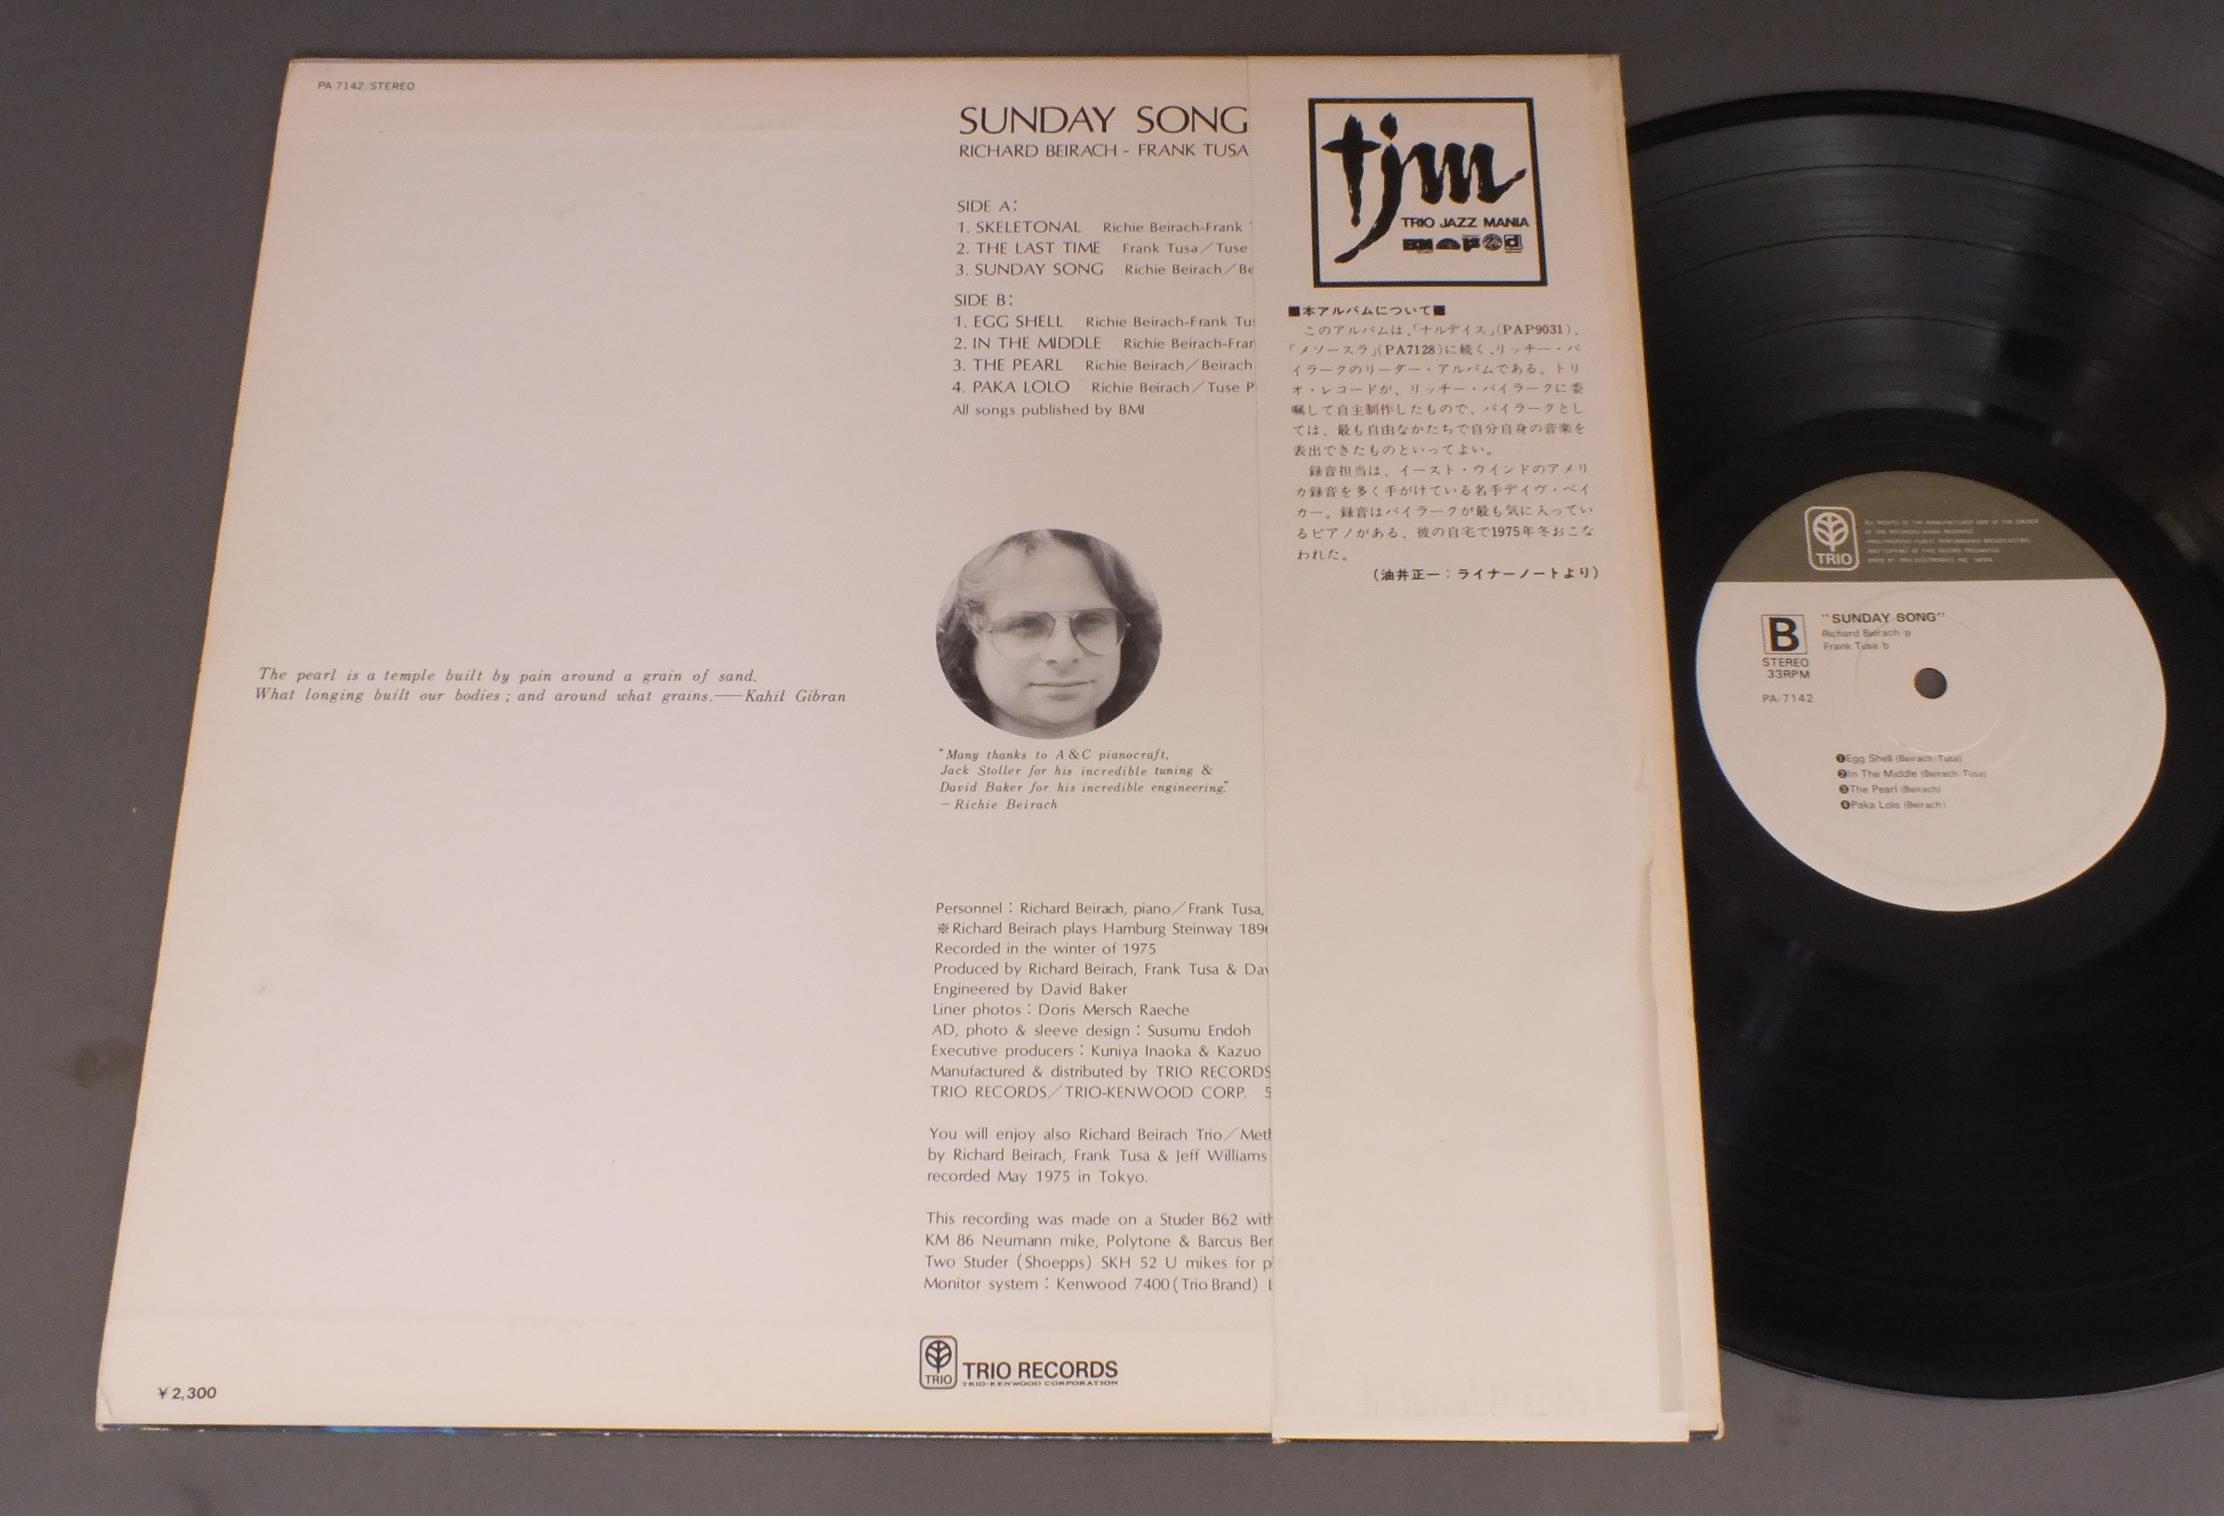 PA 7142/STEREO
SUNDAY SONG
RICHARD BEIRACH - FRANK TUSA
SIDE A:
1. SKELETONAL Richie Beirach-Frank
2. THE LAST TIME Frank Tusa/Tuse
3. SUNDAY SONG Richie Beirach/Be
SIDE B:
1. EGG SHELL Richie Beirach-Frank Tus
2. IN THE MIDDLE Richie Beirach-Fran
3. THE PEARL Richie Beirach/Beirach
4. PAKA LOLO Richie Beirach/Tuse P
All songs published by BMI
The pearl is a temple built by pain around a grain of sand.
What longing built our bodies ; and around what grains.—Kahil Gibran
"Many thanks to A & C pianocraft,
Jack Stoller for his incredible tuning &
David Baker for his incredible engineering."
— Richie Beirach
Personnel : Richard Beirach, piano/Frank Tusa,
※Richard Beirach plays Hamburg Steinway 189
Recorded in the winter of 1975
Produced by Richard Beirach, Frank Tusa & Dav
Engineered by David Baker
Liner photos : Doris Mersch Raeche
AD, photo & sleeve design : Susumu Endoh
Executive producers : Kuniya Inaoka & Kazuo
Manufactured & distributed by TRIO RECORDS
TRIO RECORDS/TRIO-KENWOOD CORP. 5
You will enjoy also Richard Beirach Trio/Meth
by Richard Beirach, Frank Tusa & Jeff Williams
recorded May 1975 in Tokyo.
This recording was made on a Studer B62 with
KM 86 Neumann mike, Polytone & Barcus Ber
Two Studer (Shoepps) SKH 52 U mikes for p
Monitor system : Kenwood 7400 (Trio Brand) L
TRIO
TRIO RECORDS
TRIO-KENWOOD CORPORATION
¥2,300
tjm
TRIO JAZZ MANIA
■本アルバムについて■
このアルバムは、「ナルディス」(PAP9031)、
「メソースラ」(PA7128)に続く、リッチー・バ
イラークのリーダー・アルバムである。トリ
オ・レコードが、リッチー・バイラークに委
嘱して自主制作したもので、バイラークとし
ては、最も自由なかたちで自分自身の音楽を
表出できたものといってよい。
録音担当は、イースト・ウインドのアメリ
カ録音を多く手がけている名手デイヴ・ベイ
カー。録音はバイラークが最も気に入ってい
るピアノがある、彼の自宅で1975年冬おこな
われた。
(油井正一：ライナーノートより)
TRIO
B
STEREO
33RPM
PA-7142
"SUNDAY SONG"
Richard Beirach/p
Frank Tusa/b
❶Egg Shell (Beirach/Tusa)
❷In The Middle (Beirach/Tusa)
❸The Pearl (Beirach)
❹Paka Lolo (Beirach)